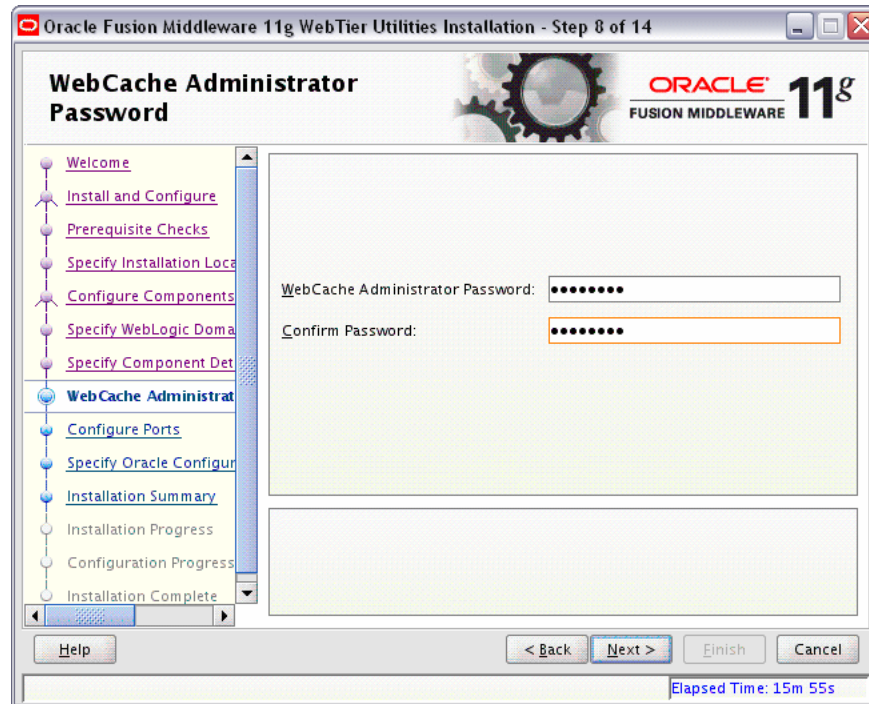 Oracle Fusion Middleware 11g WebTier Utilities Installation - Step 8 of 14
WebCache Administrator
Password
ORACLE
FUSION MIDDLEWARE
11g
Welcome
Install and Configure
Prerequisite Checks
Specify Installation Loca
Configure Components
Specify WebLogic Doma
Specify Component Det
WebCache Administrat
Configure Ports
Specify Oracle Configur
Installation Summary
Installation Progress
Configuration Progress
Installation Complete
WebCache Administrator Password: ●●●●●●●●
Confirm Password: ●●●●●●●●
Help
< Back
Next >
Finish
Cancel
Elapsed Time: 15m 55s